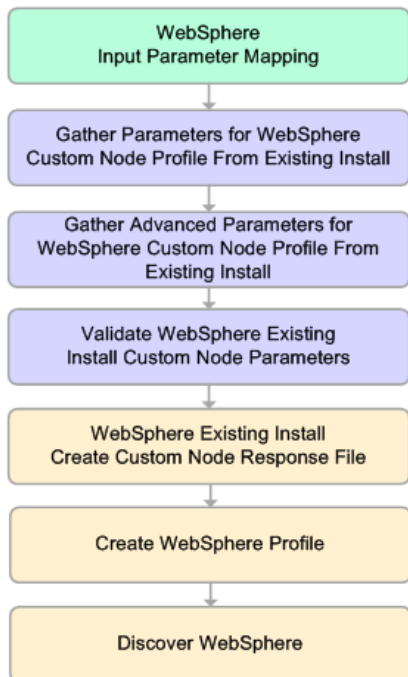 WebSphere
Input Parameter Mapping
Gather Parameters for WebSphere
Custom Node Profile From Existing Install
Gather Advanced Parameters for
WebSphere Custom Node Profile From
Existing Install
Validate WebSphere Existing
Install Custom Node Parameters
WebSphere Existing Install
Create Custom Node Response File
Create WebSphere Profile
Discover WebSphere